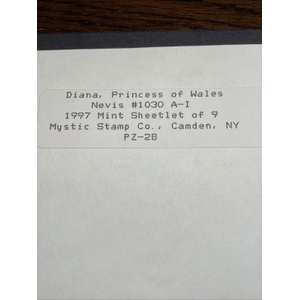 Diana, Princess of Wales
Nevis #1030 A-I
1997 Mint Sheetlet of 9
Mystic Stamp Co., Camden, NY
PZ-2B